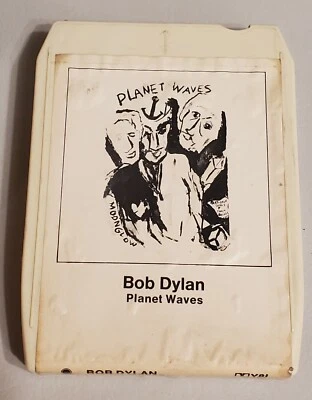 PLANET WAVES
MOONGLOW
Bob Dylan
Planet Waves
BOB DYLAN